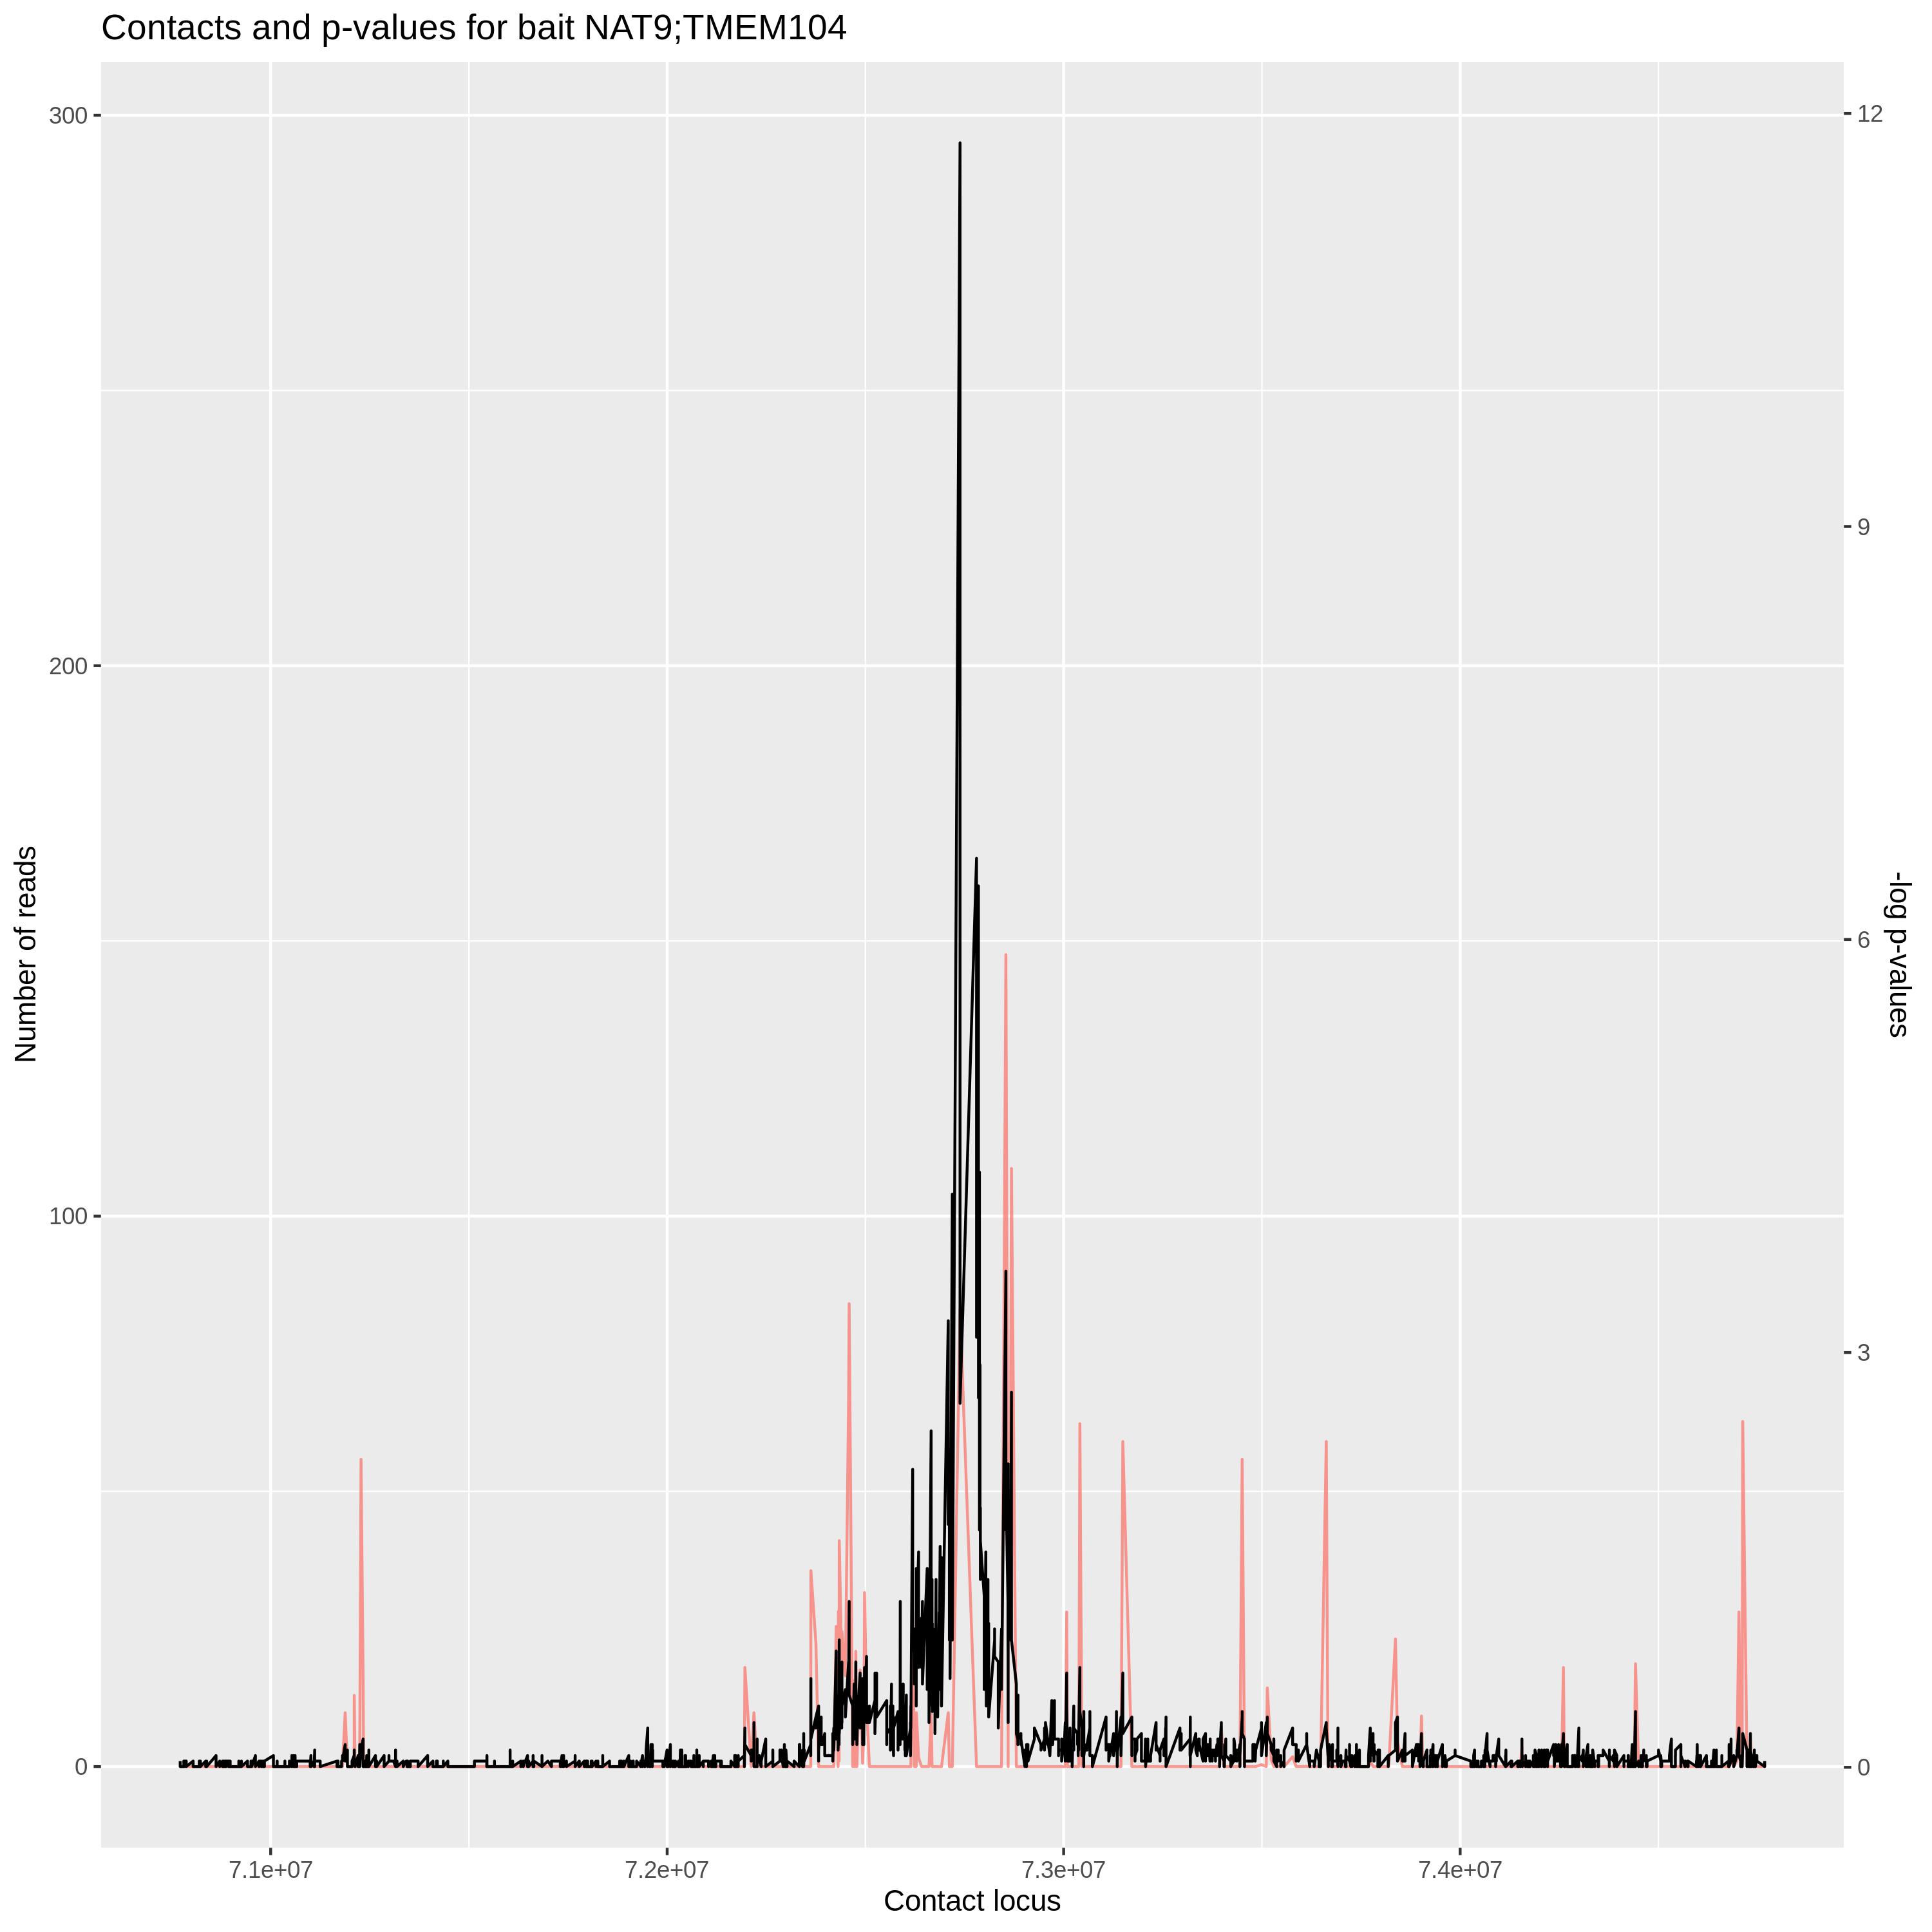 Contacts and p-values for bait NAT9;TMEM104
300
200
100
0
Number of reads
12
9
6
3
0
-log p-values
7.1e+07 7.2e+07 7.3e+07 7.4e+07
Contact locus